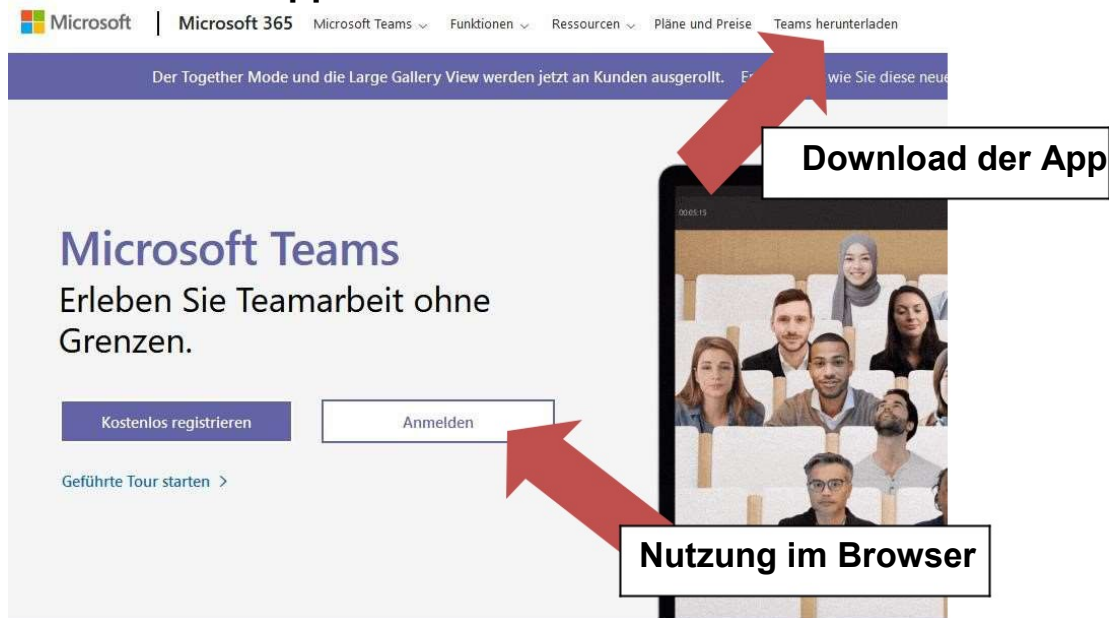 Microsoft | Microsoft 365 Microsoft Teams Funktionen Ressourcen Pläne und Preise Teams herunterladen
Der Together Mode und die Large Gallery View werden jetzt an Kunden ausgerollt. wie Sie diese neue
Download der App
00:05:15
Microsoft Teams
Erleben Sie Teamarbeit ohne
Grenzen.
Kostenlos registrieren Anmelden
Geführte Tour starten >
Nutzung im Browser